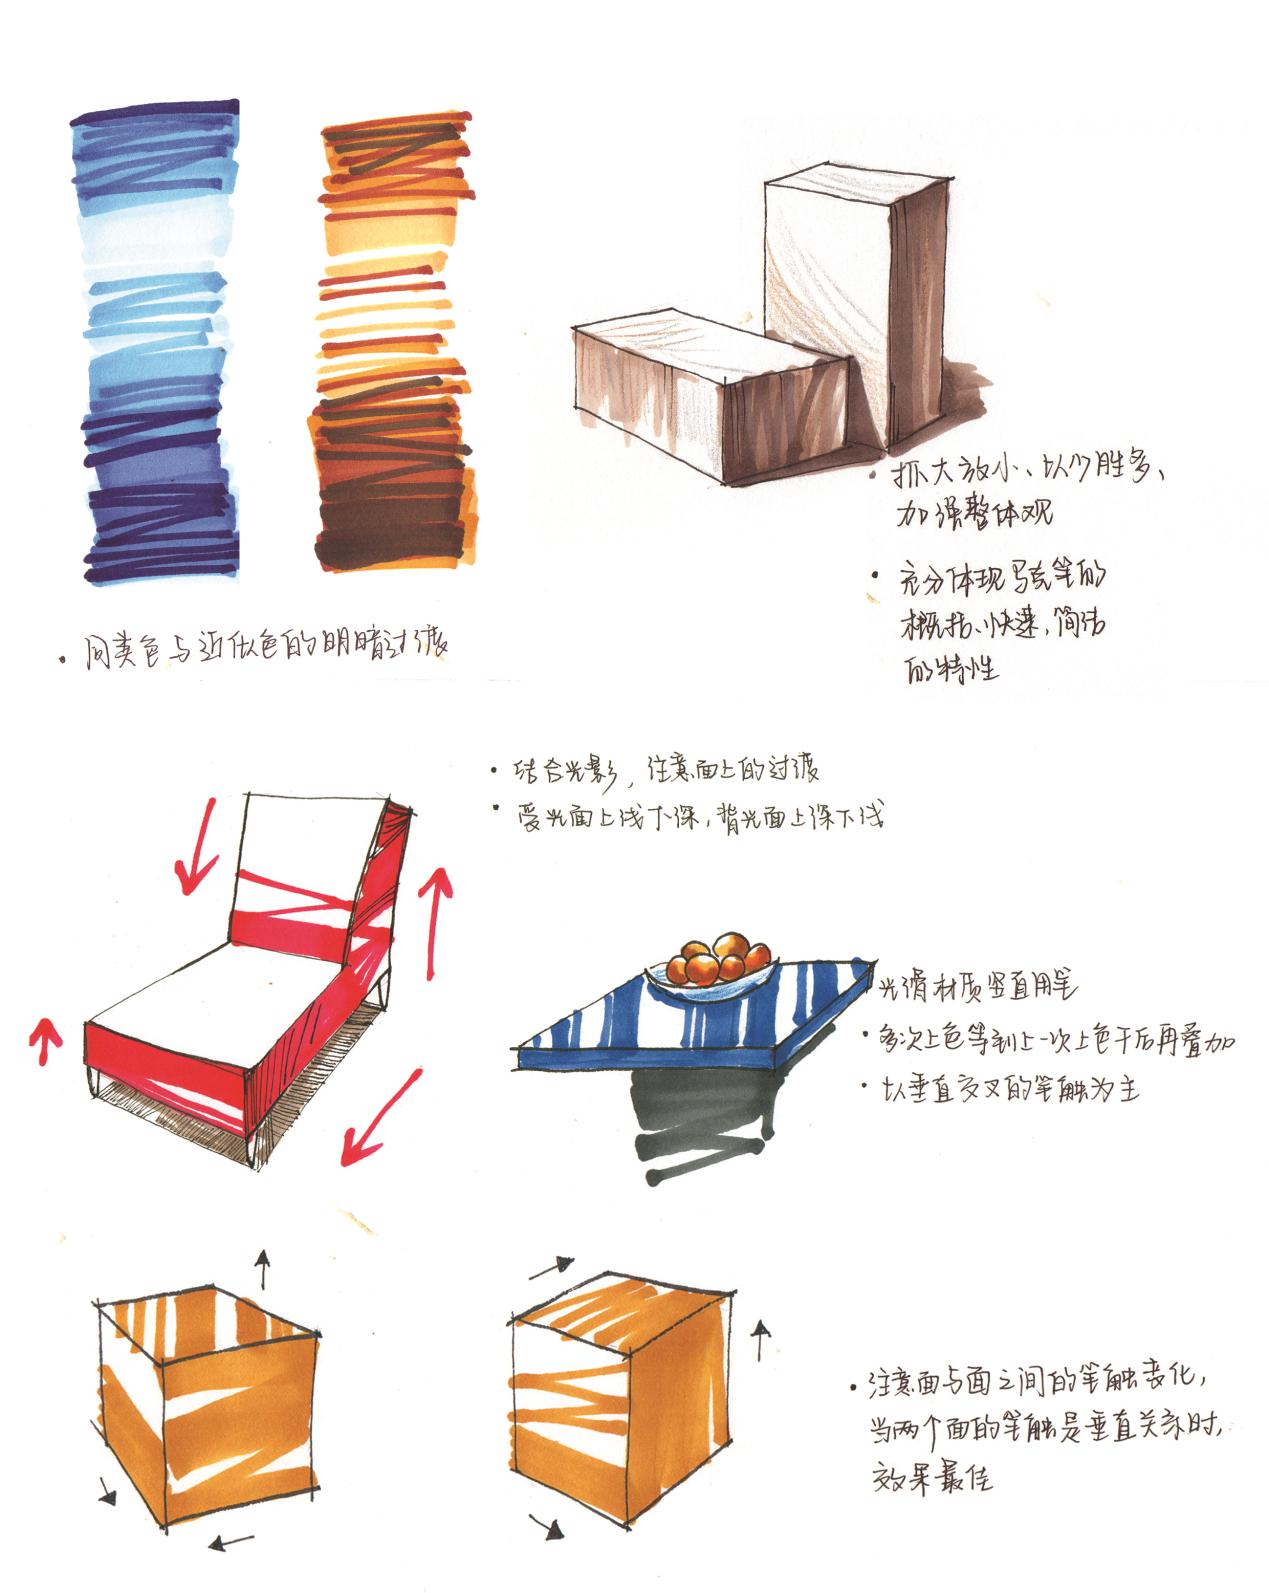 • 抓大放小、以少胜多、
加强整体观
• 充分体现马克笔的
概括、快速,简洁
的特性
• 同类色与近似色的明暗过渡
• 结合光影,注意面上的过渡
• 受光面上浅下深,背光面上深下浅
光滑材质竖直用笔
• 多次上色等到上一次上色干后再叠加
• 以垂直交叉的笔触为主
• 注意面与面之间的笔触变化,
当两个面的笔触是垂直关系时,
效果最佳